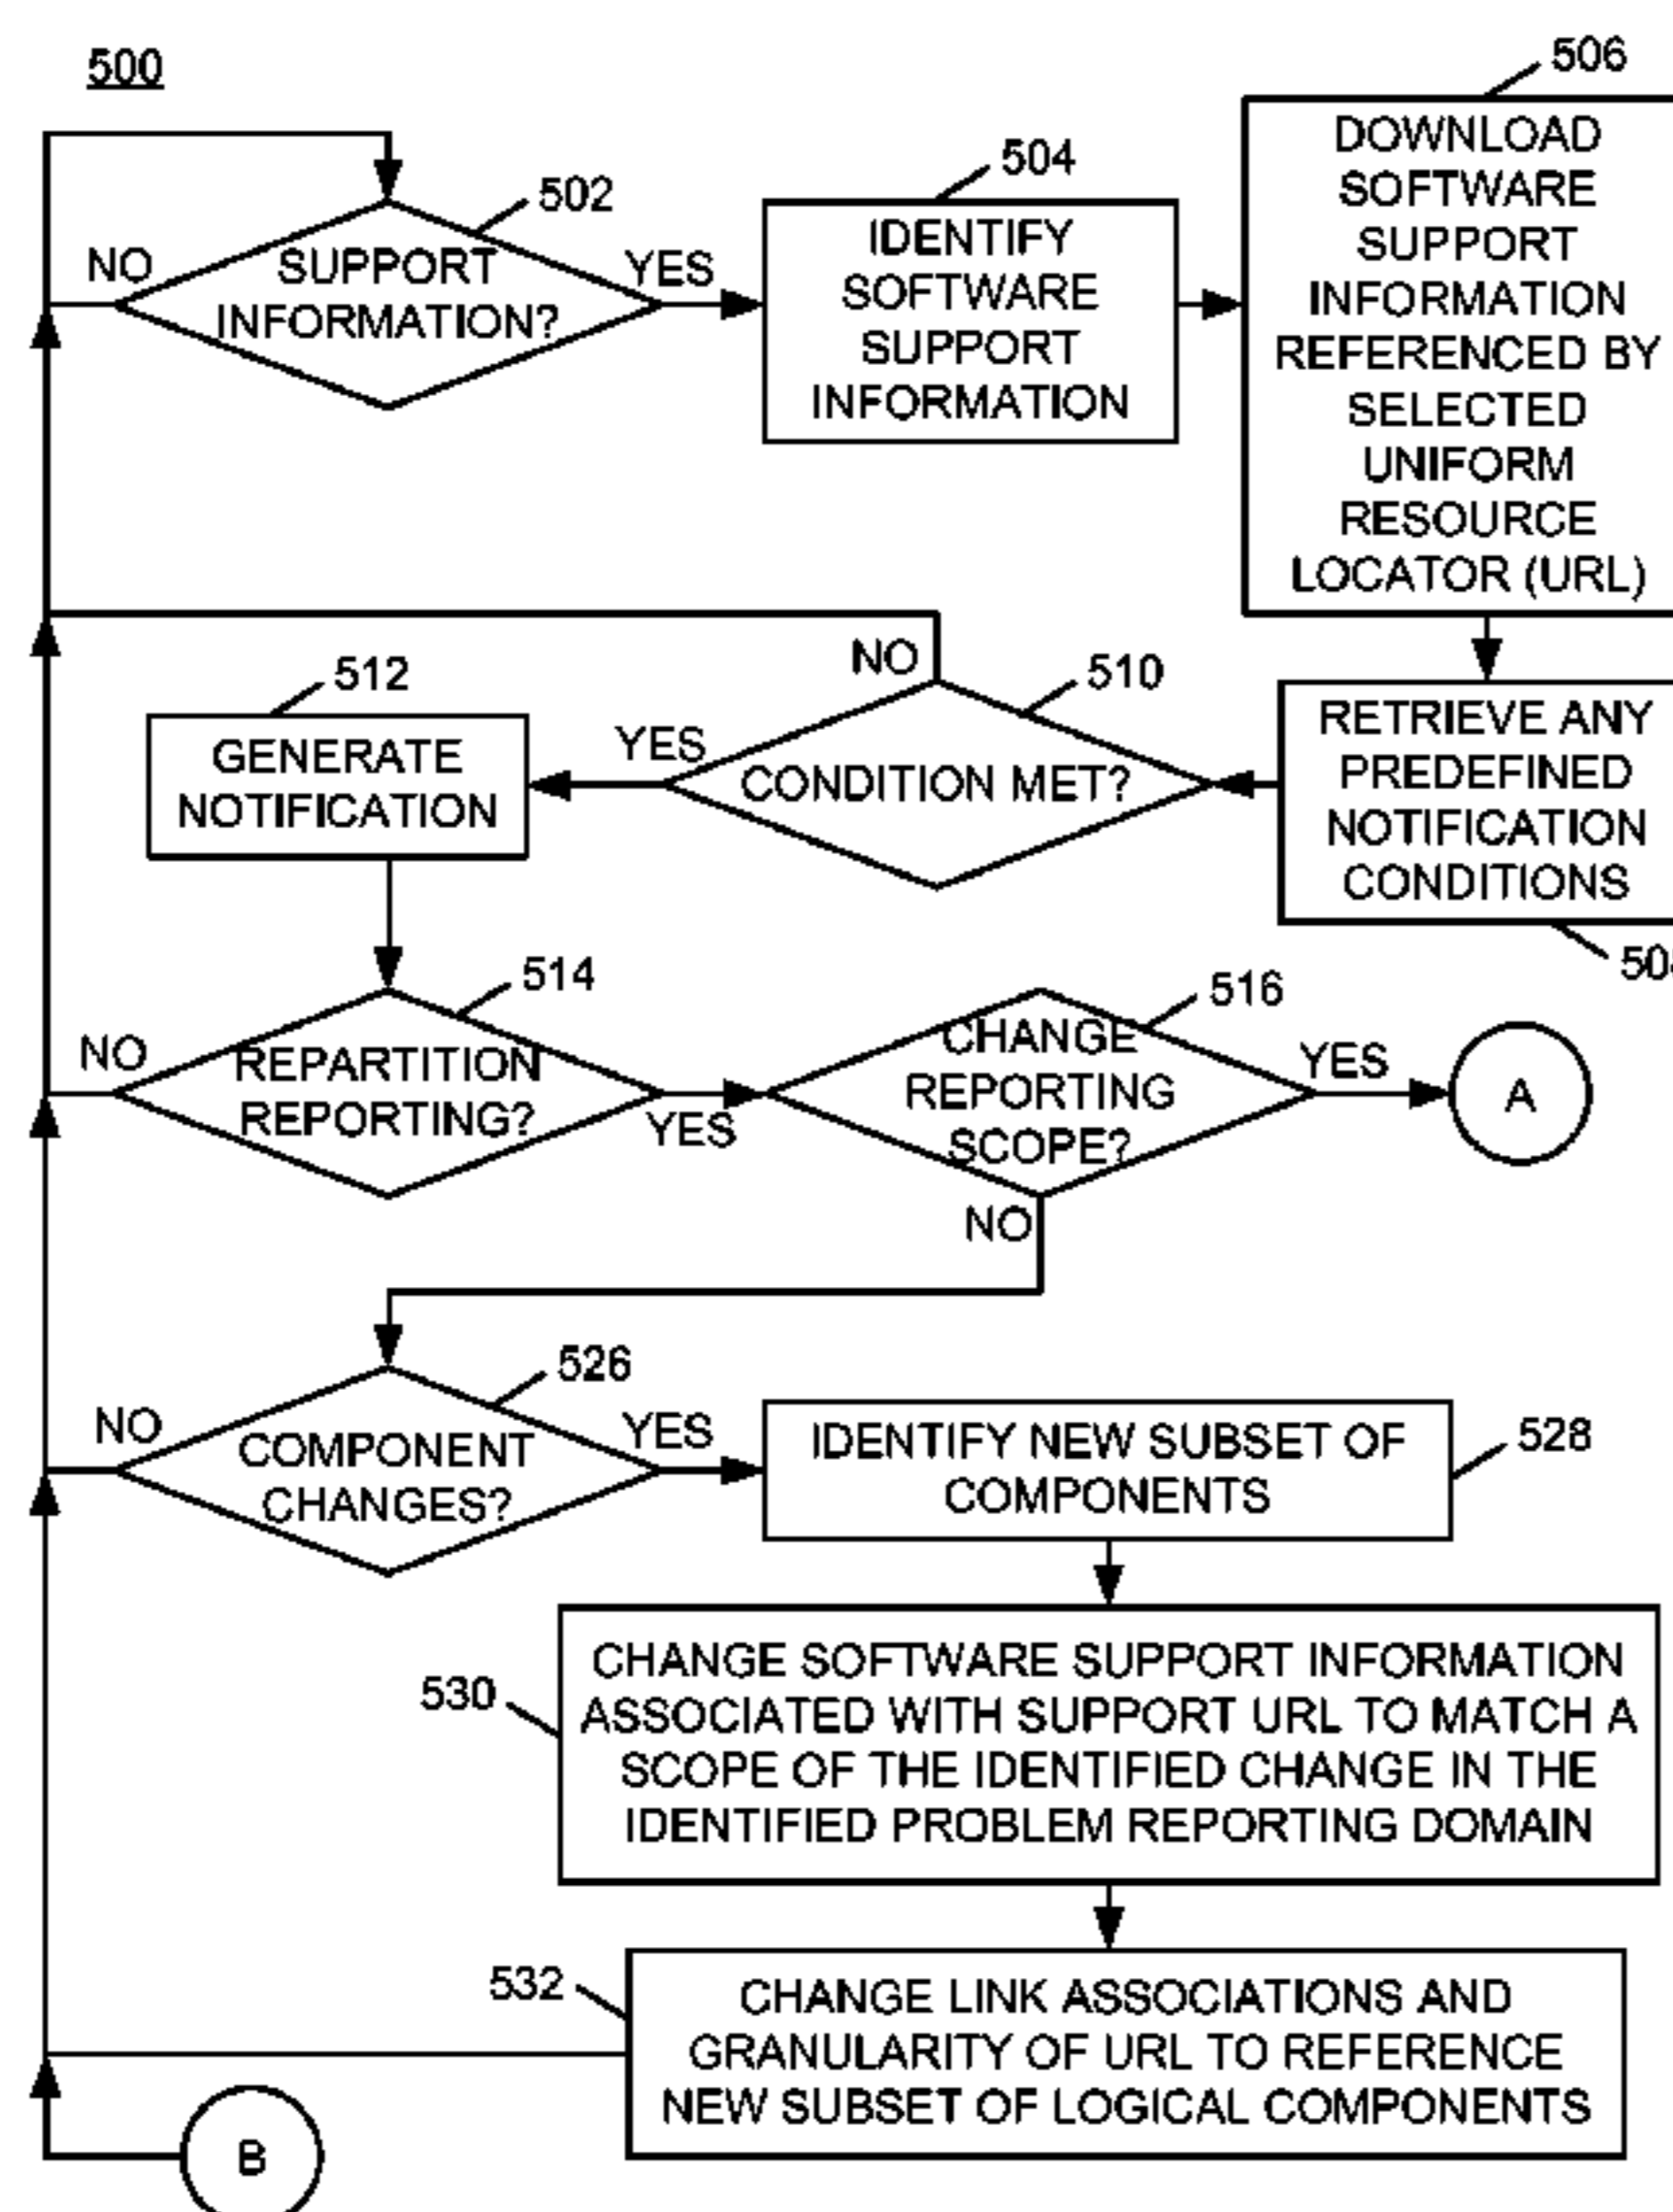 500
506
DOWNLOAD
SOFTWARE
SUPPORT
INFORMATION
REFERENCED BY
SELECTED
UNIFORM
RESOURCE
LOCATOR (URL)
504
IDENTIFY
SOFTWARE
SUPPORT
INFORMATION
502
NO
SUPPORT
INFORMATION?
YES
NO
510
512
YES
GENERATE
NOTIFICATION
CONDITION MET?
RETRIEVE ANY
PREDEFINED
NOTIFICATION
CONDITIONS
514
516
NO
REPARTITION
REPORTING?
YES
CHANGE
REPORTING
SCOPE?
YES
A
NO
526
NO
COMPONENT
CHANGES?
YES
IDENTIFY NEW SUBSET OF
COMPONENTS
528
530
CHANGE SOFTWARE SUPPORT INFORMATION
ASSOCIATED WITH SUPPORT URL TO MATCH A
SCOPE OF THE IDENTIFIED CHANGE IN THE
IDENTIFIED PROBLEM REPORTING DOMAIN
532
CHANGE LINK ASSOCIATIONS AND
GRANULARITY OF URL TO REFERENCE
NEW SUBSET OF LOGICAL COMPONENTS
B